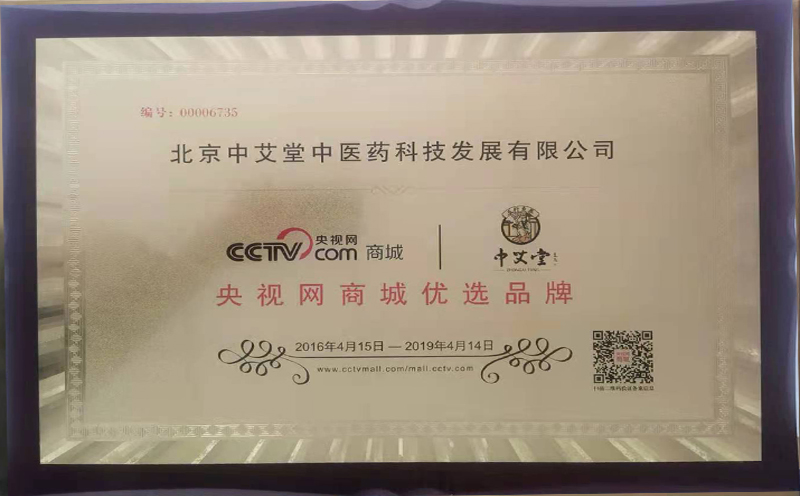 编号：00006735
北京中艾堂中医药科技发展有限公司
CCTV.com 央视网 商城
中艾堂
ZHONGAI TANG
央视网商城优选品牌
2016年4月15日 — 2019年4月14日
www.cctvmall.com/mall.cctv.com